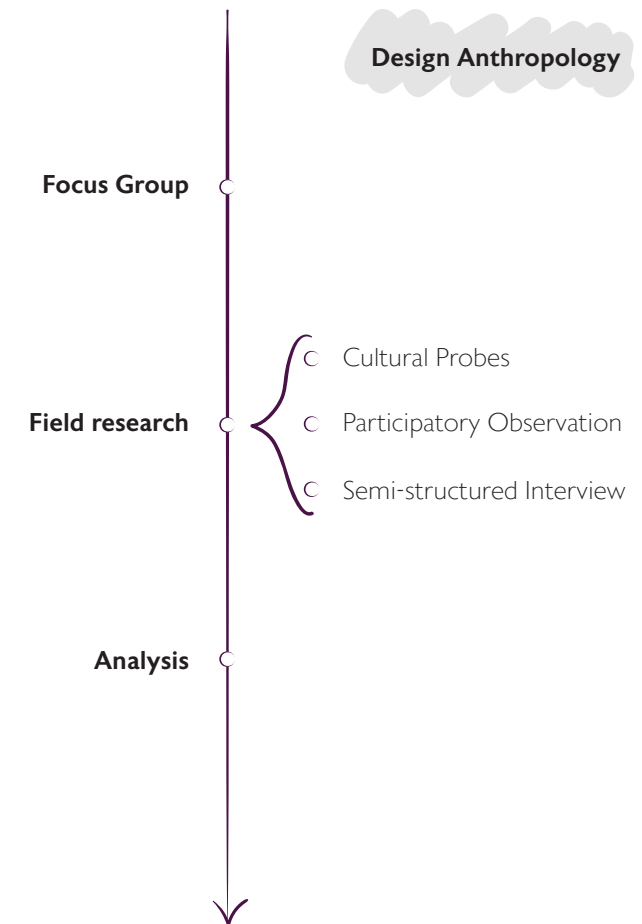 Design Anthropology
Focus Group
Cultural Probes
Field research
Participatory Observation
Semi-structured Interview
Analysis